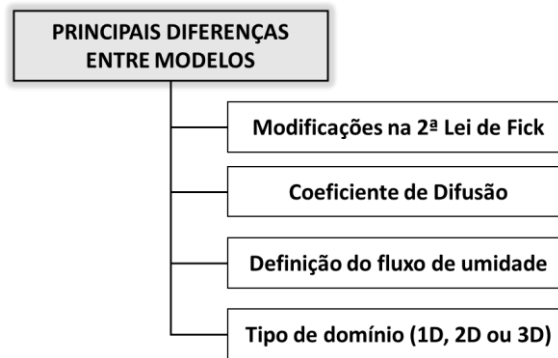 PRINCIPAIS DIFERENÇAS
ENTRE MODELOS
Modificações na 2ª Lei de Fick
Coeficiente de Difusão
Definição do fluxo de umidade
Tipo de domínio (1D, 2D ou 3D)